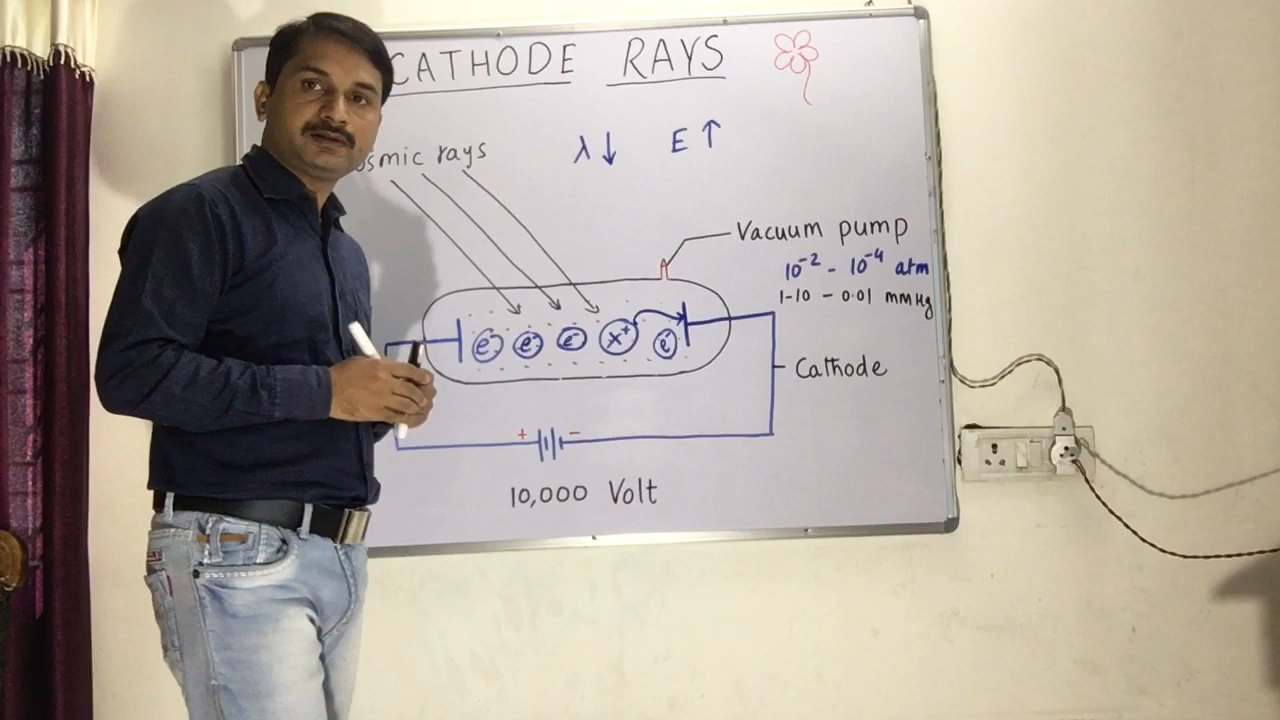 CATHODE RAYS
rays
λ↓ E↑
Vacuum pump
10⁻² - 10⁻⁴ atm
1-10 - 0.01 mmHg
e⁻ e⁻ e⁻ X⁺ e⁻
Cathode
+ −
10,000 Volt